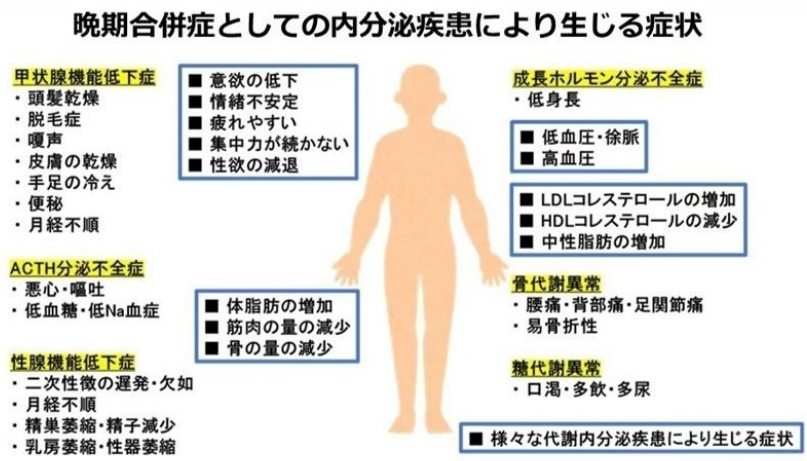 晩期合併症としての内分泌疾患により生じる症状
甲状腺機能低下症
・頭髪乾燥
・脱毛症
・嗄声
・皮膚の乾燥
・手足の冷え
・便秘
・月経不順
■ 意欲の低下
■ 情緒不安定
■ 疲れやすい
■ 集中力が続かない
■ 性欲の減退
ACTH分泌不全症
・悪心・嘔吐
・低血糖・低Na血症
■ 体脂肪の増加
■ 筋肉の量の減少
■ 骨の量の減少
性腺機能低下症
・二次性徴の遅発・欠如
・月経不順
・精巣萎縮・精子減少
・乳房萎縮・性器萎縮
成長ホルモン分泌不全症
・低身長
■ 低血圧・徐脈
■ 高血圧
■ LDLコレステロールの増加
■ HDLコレステロールの減少
■ 中性脂肪の増加
骨代謝異常
・腰痛・背部痛・足関節痛
・易骨折性
糖代謝異常
・口渇・多飲・多尿
■ 様々な代謝内分泌疾患により生じる症状